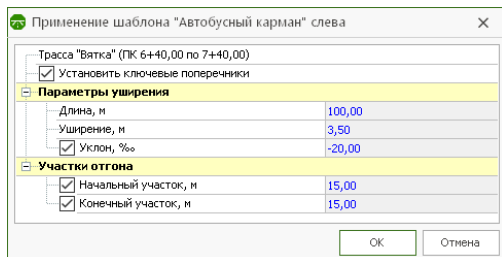 Применение шаблона "Автобусный карман" слева
Трасса "Вятка" (ПК 6+40,00 по 7+40,00)
Установить ключевые поперечники
Параметры уширения
Длина, м 100,00
Уширение, м 3,50
Уклон, ‰ -20,00
Участки отгона
Начальный участок, м 15,00
Конечный участок, м 15,00
ОК Отмена